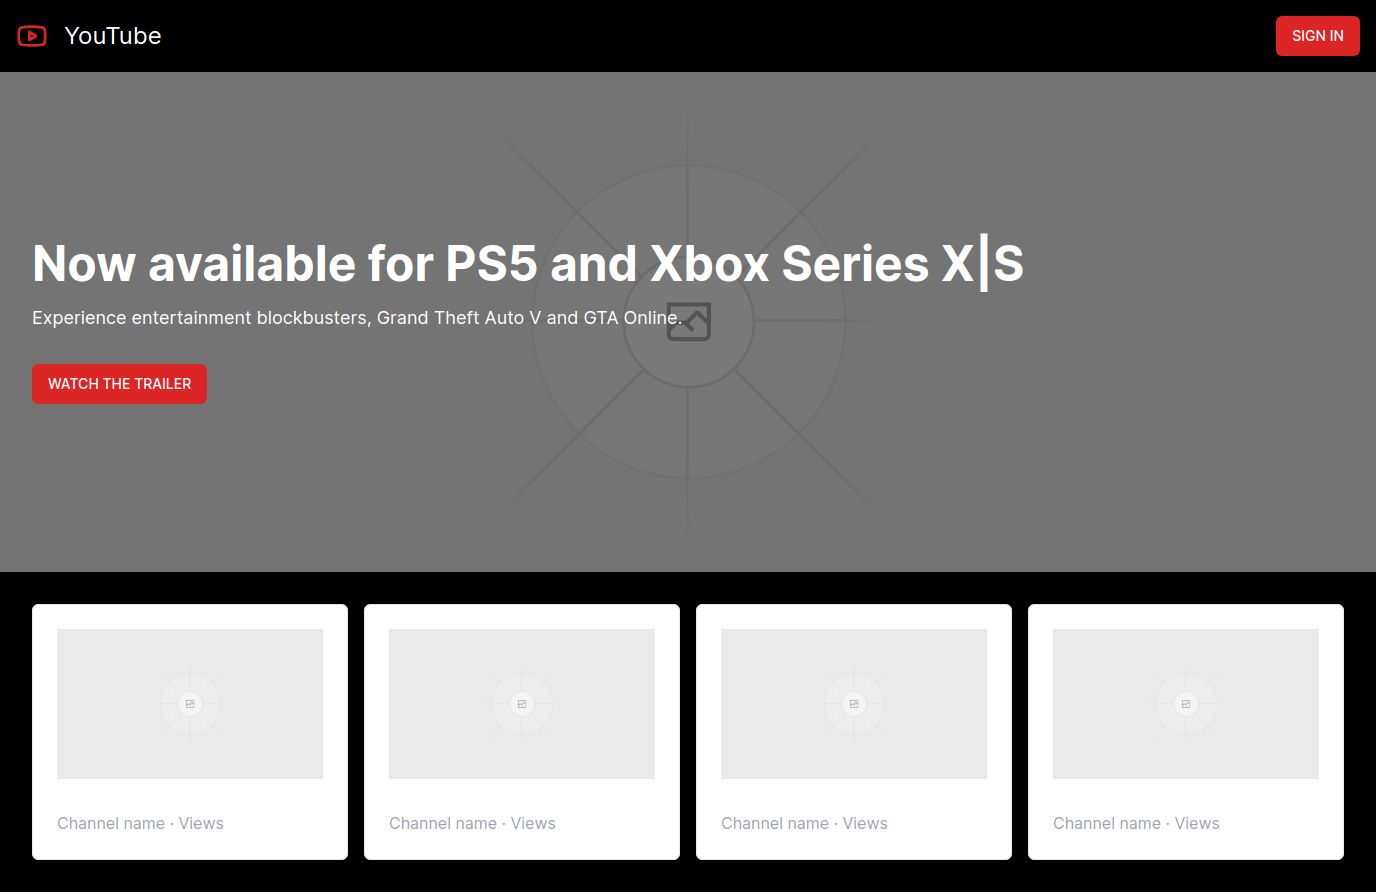 YouTube
SIGN IN
Now available for PS5 and Xbox Series X|S
Experience entertainment blockbusters, Grand Theft Auto V and GTA Online.
WATCH THE TRAILER
Channel name · Views
Channel name · Views
Channel name · Views
Channel name · Views